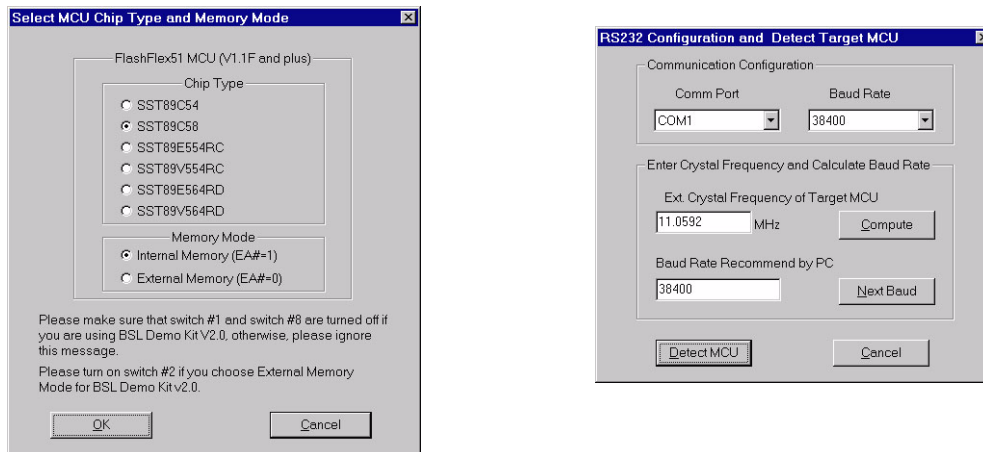 Select MCU Chip Type and Memory Mode
FlashFlex51 MCU (V1.1F and plus)
Chip Type
SST89C54
SST89C58
SST89E554RC
SST89V554RC
SST89E564RD
SST89V564RD
Memory Mode
Internal Memory (EA#=1)
External Memory (EA#=0)
Please make sure that switch #1 and switch #8 are turned off if
you are using BSL Demo Kit V2.0, otherwise, please ignore
this message.
Please turn on switch #2 if you choose External Memory
Mode for BSL Demo Kit v2.0.
OK
Cancel
RS232 Configuration and Detect Target MCU
Communication Configuration
Comm Port
Baud Rate
COM1
38400
Enter Crystal Frequency and Calculate Baud Rate
Ext. Crystal Frequency of Target MCU
11.0592
MHz
Compute
Baud Rate Recommend by PC
38400
Next Baud
Detect MCU
Cancel